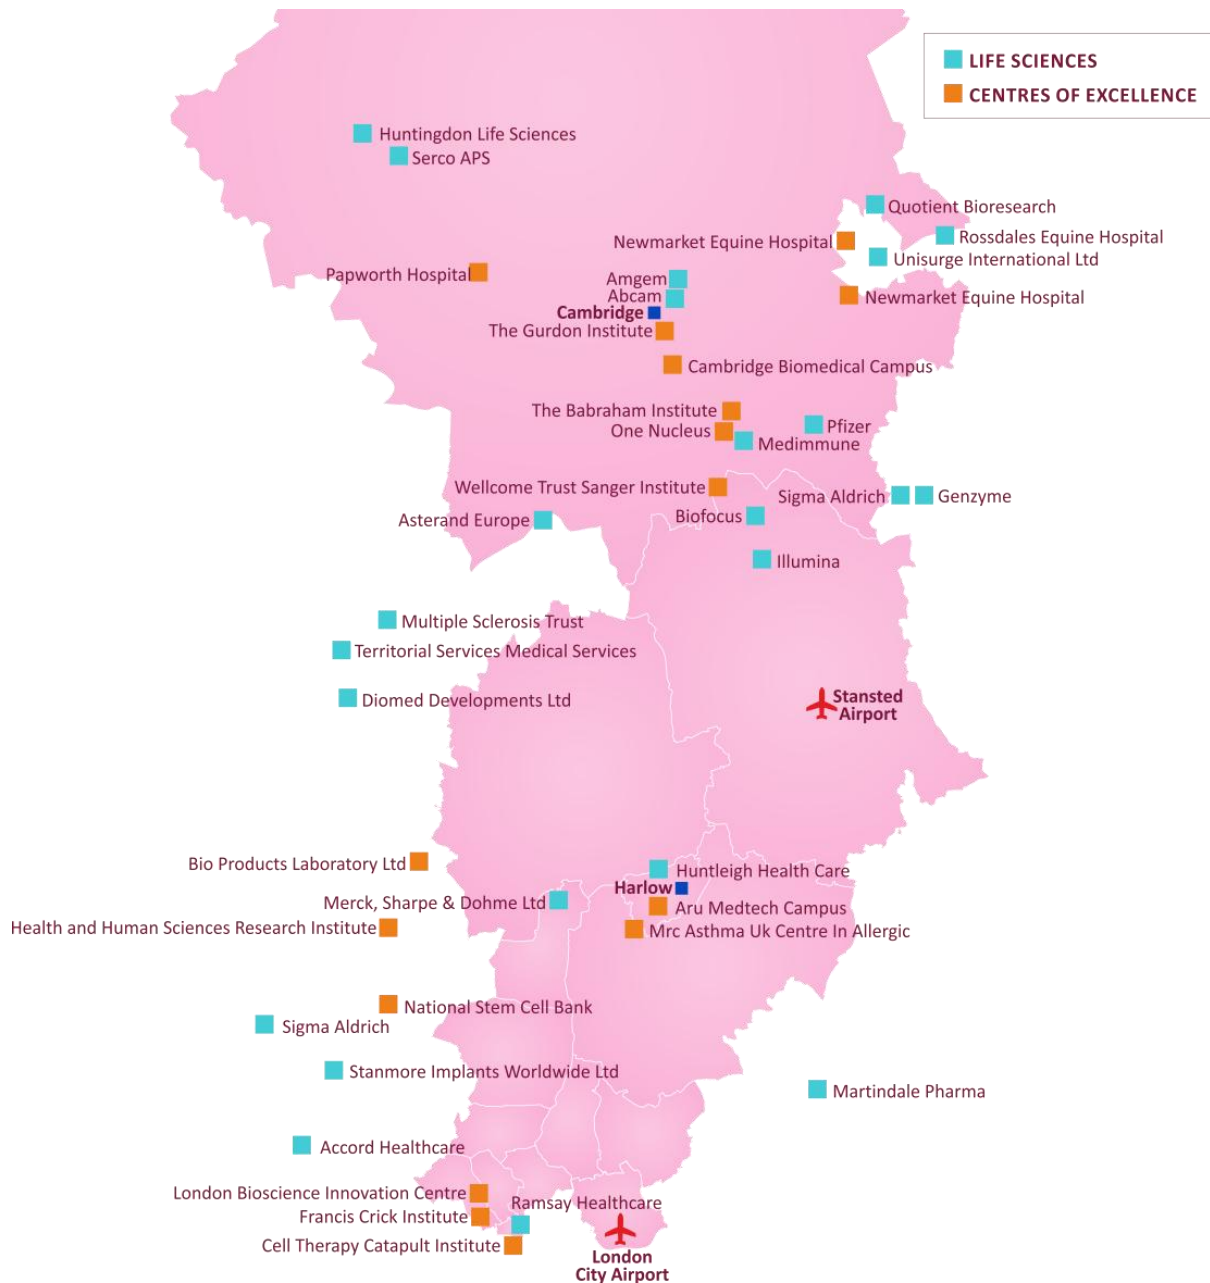 LIFE SCIENCES
CENTRES OF EXCELLENCE
Huntingdon Life Sciences
Serco APS
Quotient Bioresearch
Newmarket Equine Hospital
Rossdales Equine Hospital
Unisurge International Ltd
Papworth Hospital
Amgem
Abcam
Newmarket Equine Hospital
Cambridge
The Gurdon Institute
Cambridge Biomedical Campus
The Babraham Institute
One Nucleus
Pfizer
Medimmune
Wellcome Trust Sanger Institute
Sigma Aldrich
Genzyme
Asterand Europe
Biofocus
Illumina
Multiple Sclerosis Trust
Territorial Services Medical Services
Diomed Developments Ltd
Stansted
Airport
Bio Products Laboratory Ltd
Huntleigh Health Care
Harlow
Merck, Sharpe & Dohme Ltd
Aru Medtech Campus
Health and Human Sciences Research Institute
Mrc Asthma Uk Centre In Allergic
National Stem Cell Bank
Sigma Aldrich
Stanmore Implants Worldwide Ltd
Martindale Pharma
Accord Healthcare
London Bioscience Innovation Centre
Ramsay Healthcare
Francis Crick Institute
Cell Therapy Catapult Institute
London
City Airport